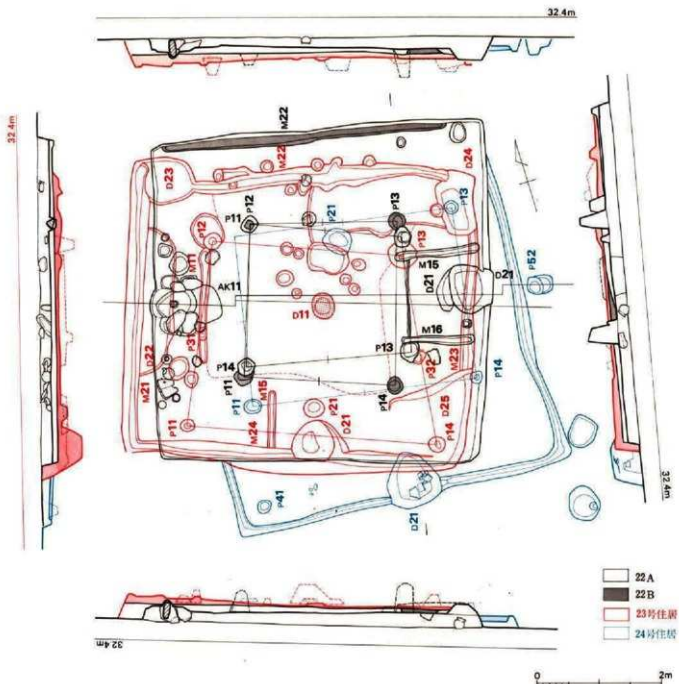 32.4m
32.4m
M22
M22
D23
D24
P12
P11
P13
P13
P21
P12
P13
P52
M11
AK11
M15
D21
D21
D11
M16
D22
P31
P13
P32
M23
P14
M21
P14
P11
M15
P11
P21
P14
D25
P11
M24
D21
P14
P41
D21
32.4m
22A
22B
23号住居
24号住居
32.4m
0
2m